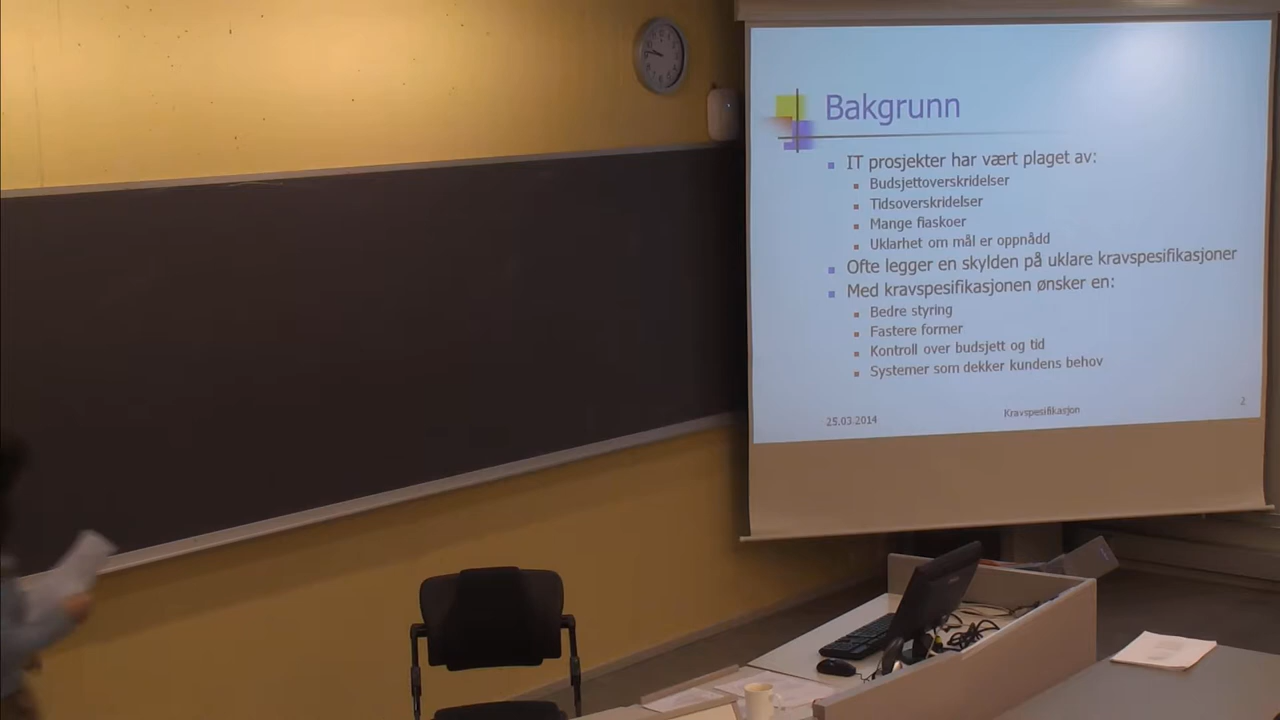 Bakgrunn
IT prosjekter har vært plaget av:
Budsjettoverskridelser
Tidsoverskridelser
Mange fiaskoer
Uklarhet om mål er oppnådd
Ofte legger en skylden på uklare kravspesifikasjoner
Med kravspesifikasjonen ønsker en:
Bedre styring
Fastere former
Kontroll over budsjett og tid
Systemer som dekker kundens behov
25.03.2014
Kravspesifikasjon
2